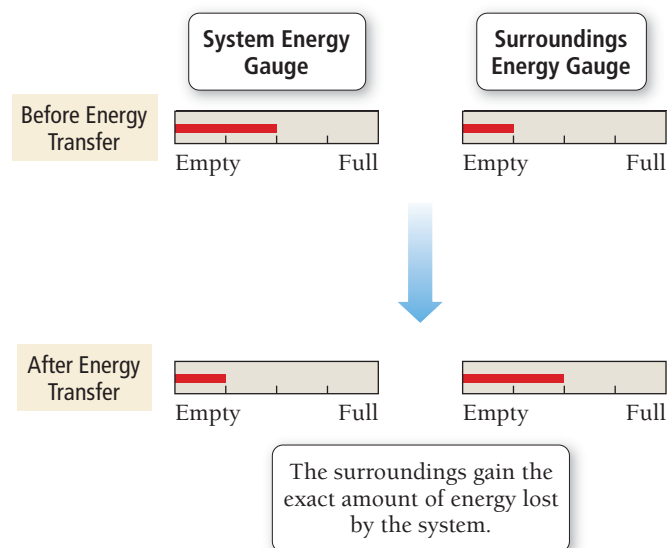 System Energy
Gauge
Surroundings
Energy Gauge
Before Energy
Transfer
Empty Full
Empty Full
After Energy
Transfer
Empty Full
Empty Full
The surroundings gain the
exact amount of energy lost
by the system.